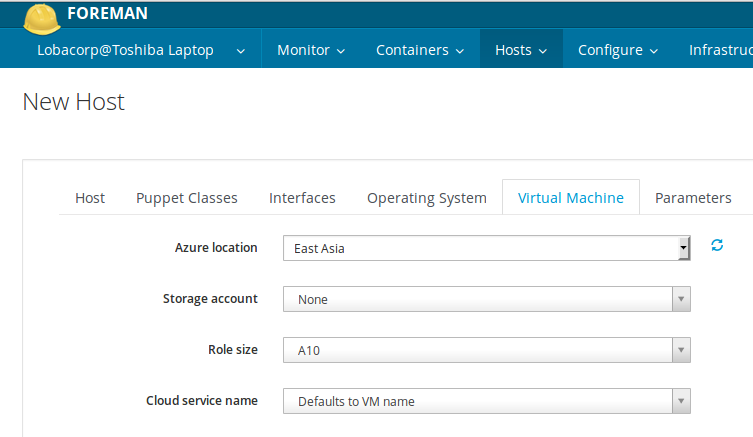 FOREMAN
Lobacorp@Toshiba Laptop Monitor Containers Hosts Configure Infrastruc
New Host
Host Puppet Classes Interfaces Operating System Virtual Machine Parameters
Azure location East Asia
Storage account None
Role size A10
Cloud service name Defaults to VM name